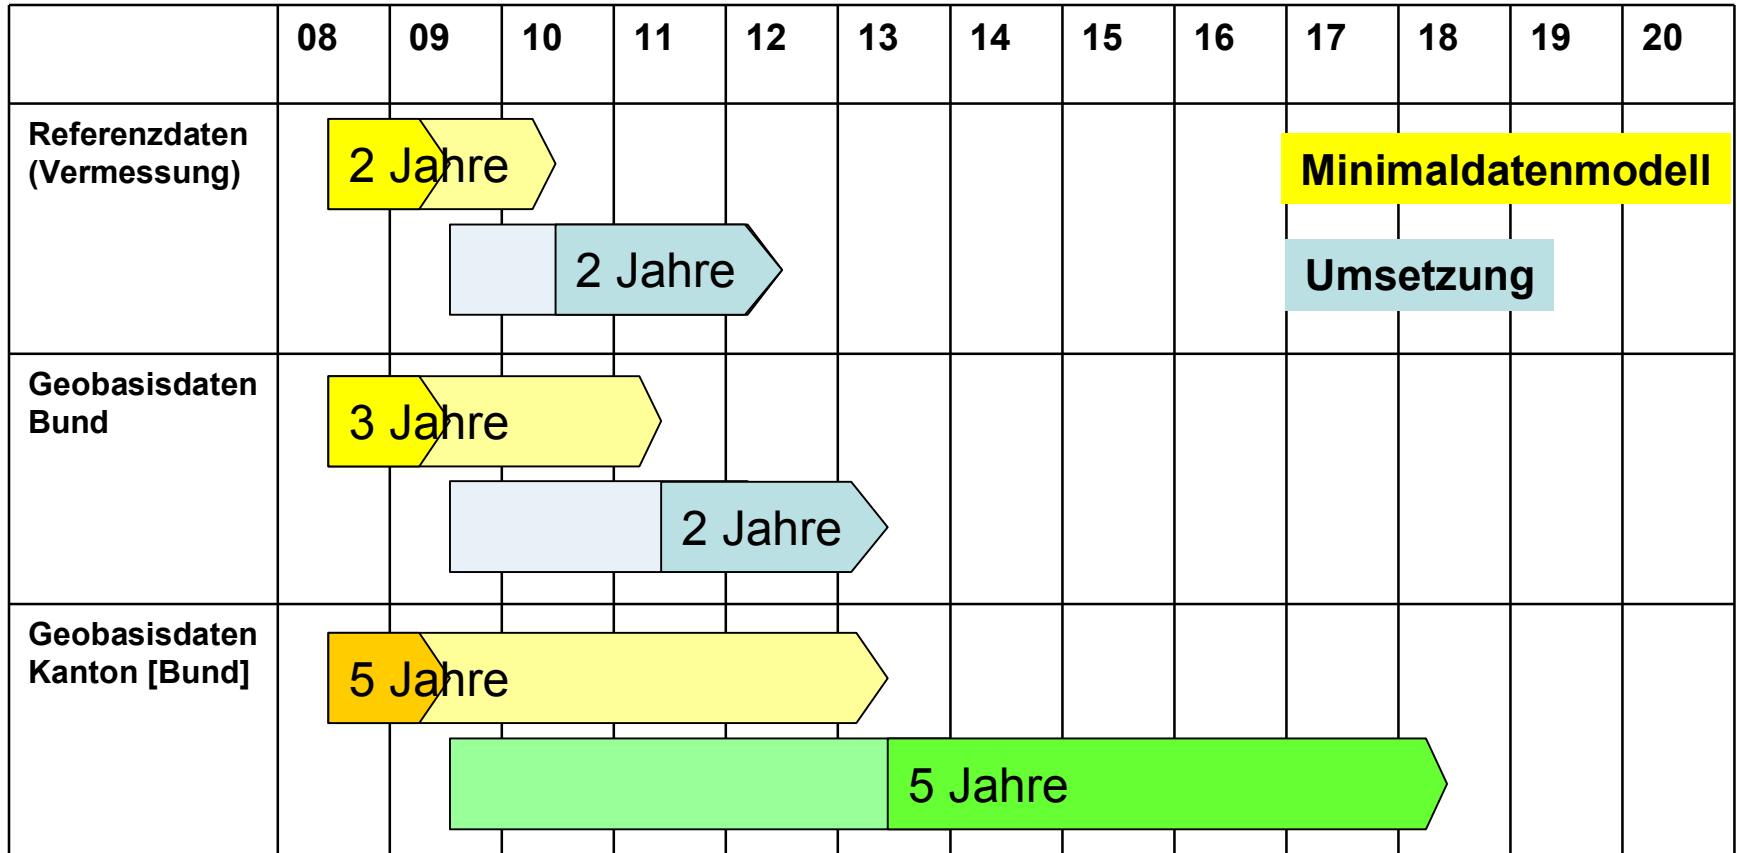 08 09 10 11 12 13 14 15 16 17 18 19 20
Referenzdaten
(Vermessung)
2 Jahre
Minimaldatenmodell
2 Jahre
Umsetzung
Geobasisdaten
Bund
3 Jahre
2 Jahre
Geobasisdaten
Kanton [Bund]
5 Jahre
5 Jahre